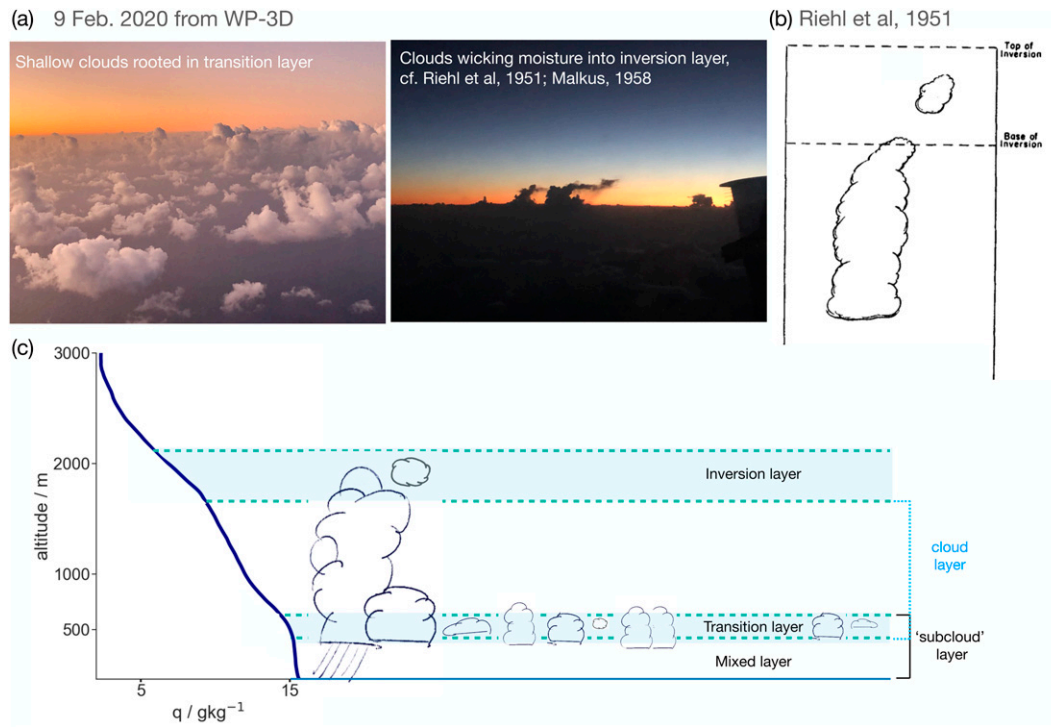 (a) 9 Feb. 2020 from WP-3D
Shallow clouds rooted in transition layer
Clouds wicking moisture into inversion layer,
cf. Riehl et al, 1951; Malkus, 1958
(b) Riehl et al, 1951
Top of
Inversion
Base of
Inversion
(c)
3000
2000
1000
500
altitude / m
5
15
q / gkg⁻¹
Inversion layer
cloud
layer
Transition layer
'subcloud'
layer
Mixed layer